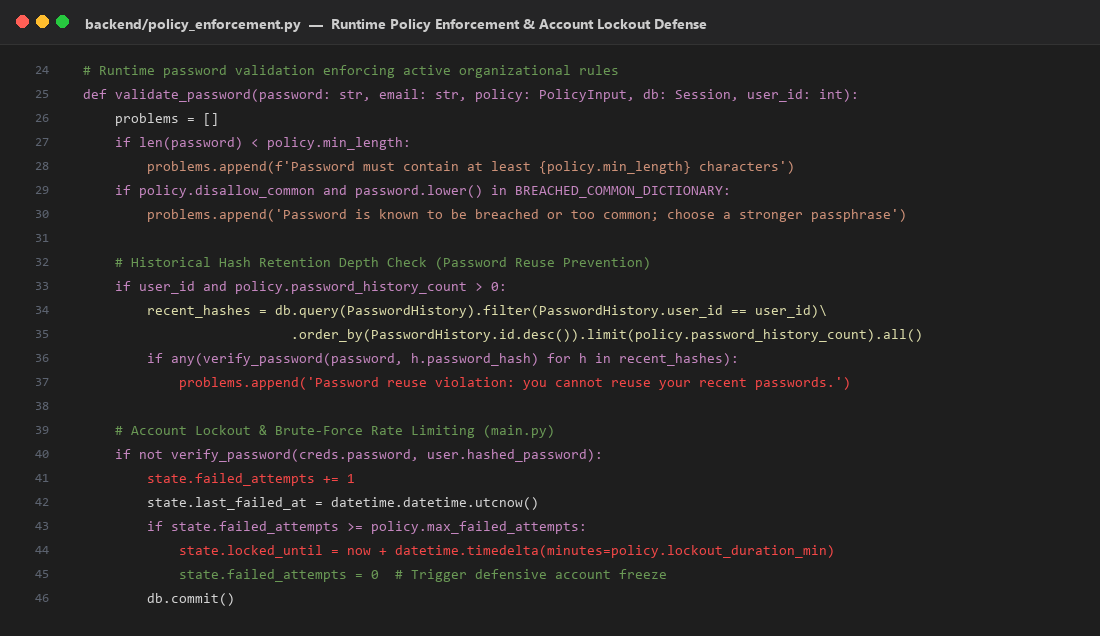 backend/policy_enforcement.py — Runtime Policy Enforcement & Account Lockout Defense
24    # Runtime password validation enforcing active organizational rules
25    def validate_password(password: str, email: str, policy: PolicyInput, db: Session, user_id: int):
26        problems = []
27        if len(password) < policy.min_length:
28            problems.append(f'Password must contain at least {policy.min_length} characters')
29        if policy.disallow_common and password.lower() in BREACHED_COMMON_DICTIONARY:
30            problems.append('Password is known to be breached or too common; choose a stronger passphrase')
31
32        # Historical Hash Retention Depth Check (Password Reuse Prevention)
33        if user_id and policy.password_history_count > 0:
34            recent_hashes = db.query(PasswordHistory).filter(PasswordHistory.user_id == user_id)\
35                              .order_by(PasswordHistory.id.desc()).limit(policy.password_history_count).all()
36            if any(verify_password(password, h.password_hash) for h in recent_hashes):
37                problems.append('Password reuse violation: you cannot reuse your recent passwords.')
38
39        # Account Lockout & Brute-Force Rate Limiting (main.py)
40        if not verify_password(creds.password, user.hashed_password):
41            state.failed_attempts += 1
42            state.last_failed_at = datetime.datetime.utcnow()
43            if state.failed_attempts >= policy.max_failed_attempts:
44                state.locked_until = now + datetime.timedelta(minutes=policy.lockout_duration_min)
45                state.failed_attempts = 0  # Trigger defensive account freeze
46            db.commit()